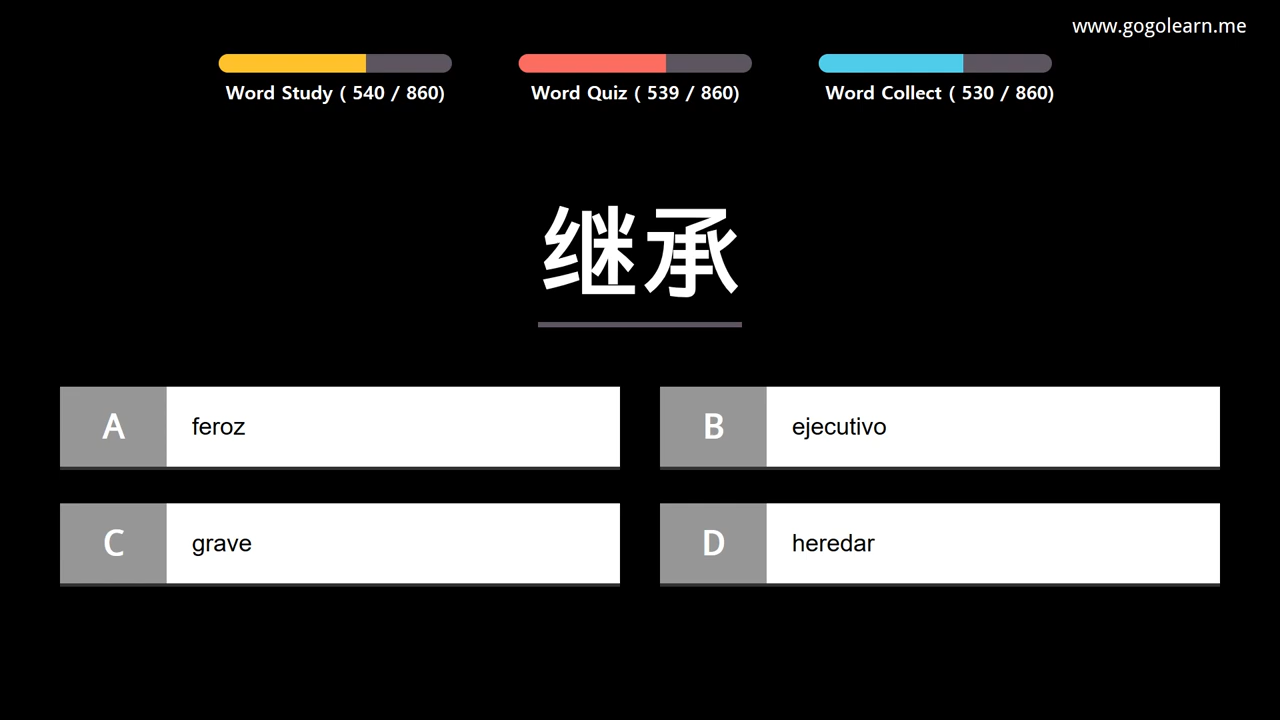 www.gogolearn.me
Word Study ( 540 / 860)
Word Quiz ( 539 / 860)
Word Collect ( 530 / 860)
继承
A feroz
B ejecutivo
C grave
D heredar